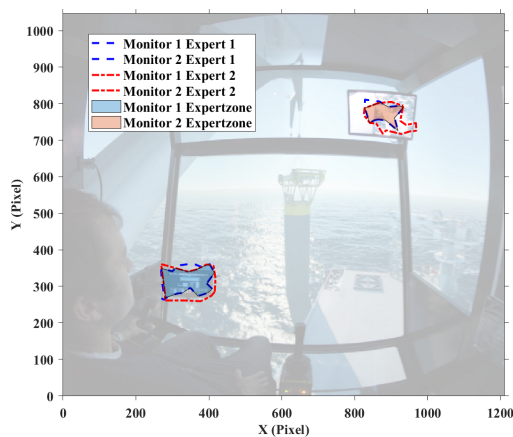 1000
900
800
700
600
500
400
300
200
100
0
Y (Pixel)
Monitor 1 Expert 1
Monitor 2 Expert 1
Monitor 1 Expert 2
Monitor 2 Expert 2
Monitor 1 Expertzone
Monitor 2 Expertzone
0 200 400 600 800 1000 1200
X (Pixel)